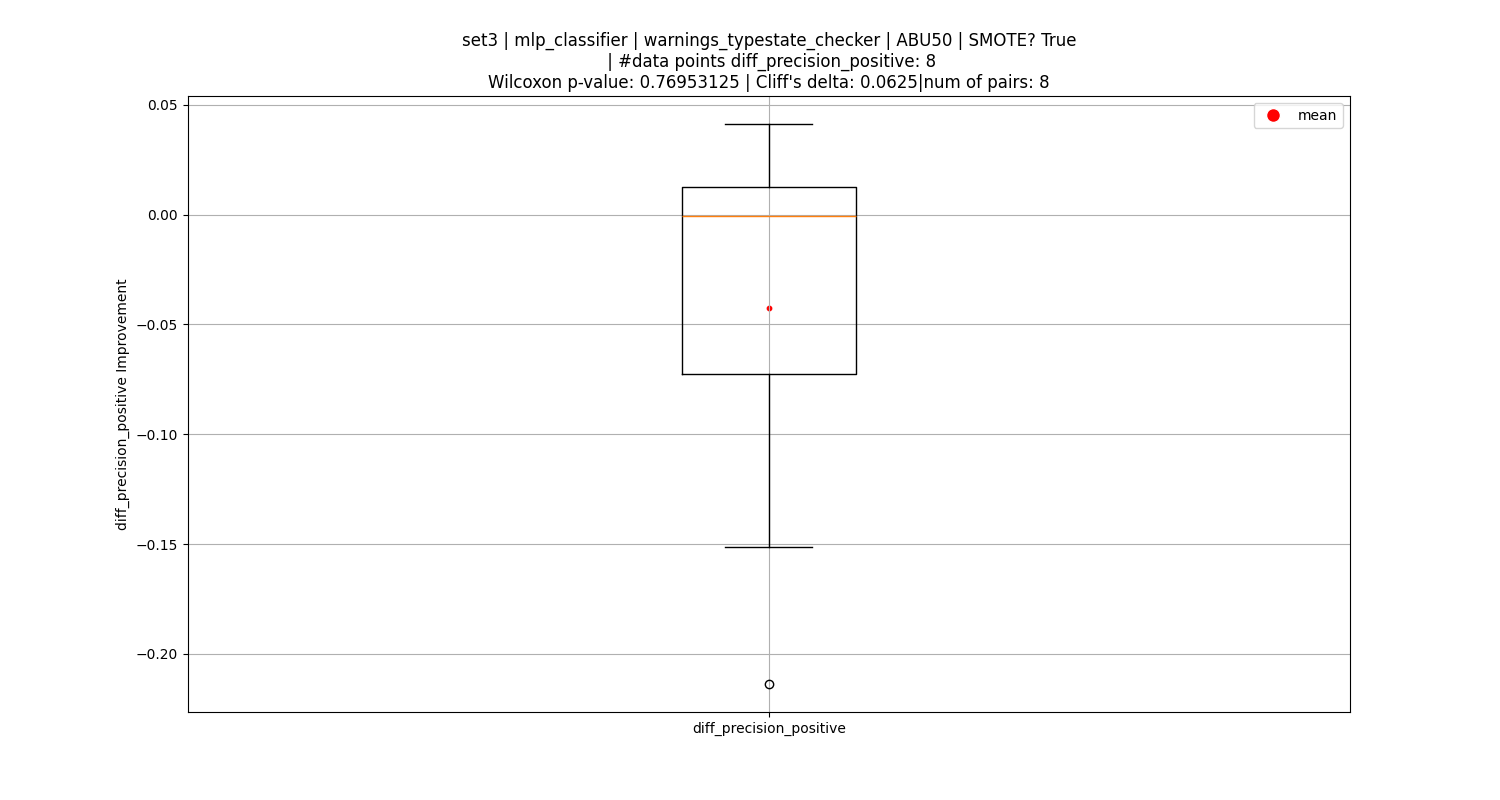 set3 | mlp_classifier | warnings_typestate_checker | ABU50 | SMOTE? True
| #data points diff_precision_positive: 8
Wilcoxon p-value: 0.76953125 | Cliff's delta: 0.0625|num of pairs: 8
mean
0.05
0.00
−0.05
−0.10
−0.15
−0.20
diff_precision_positive Improvement
diff_precision_positive